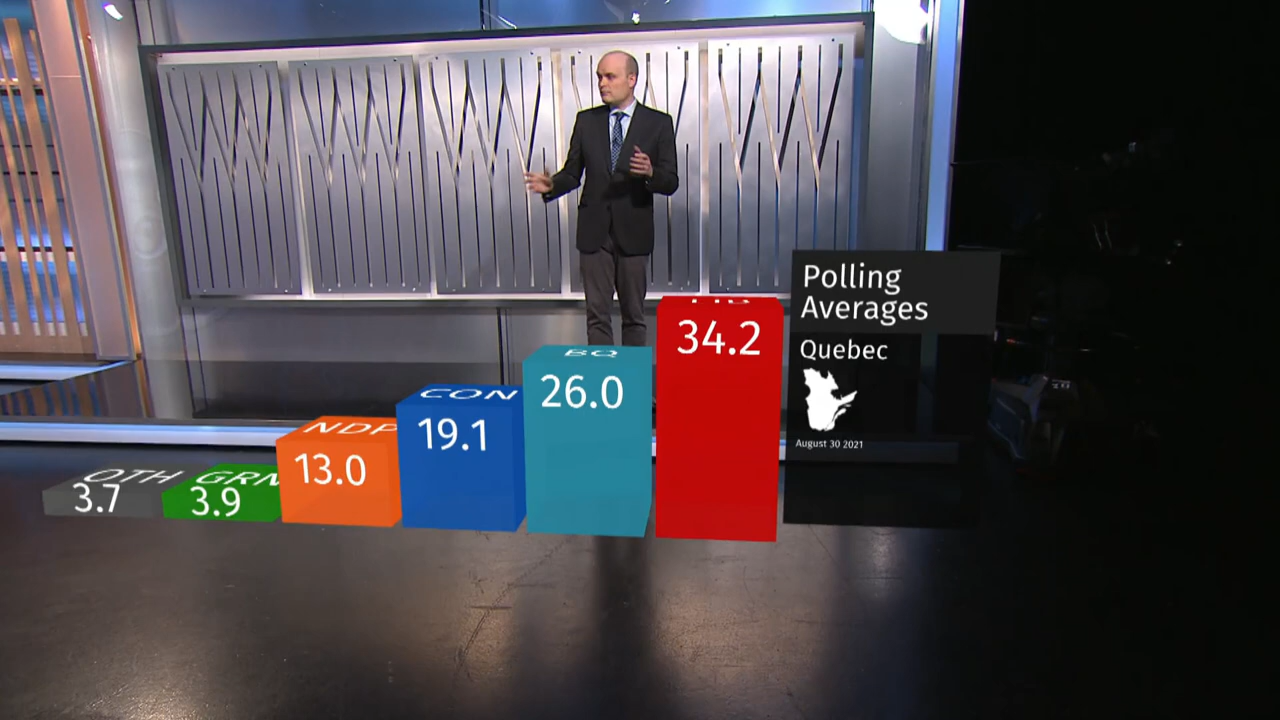 Polling
Averages
Quebec
August 30 2021
OTH
3.7
GRN
3.9
NDP
13.0
CON
19.1
BQ
26.0
34.2